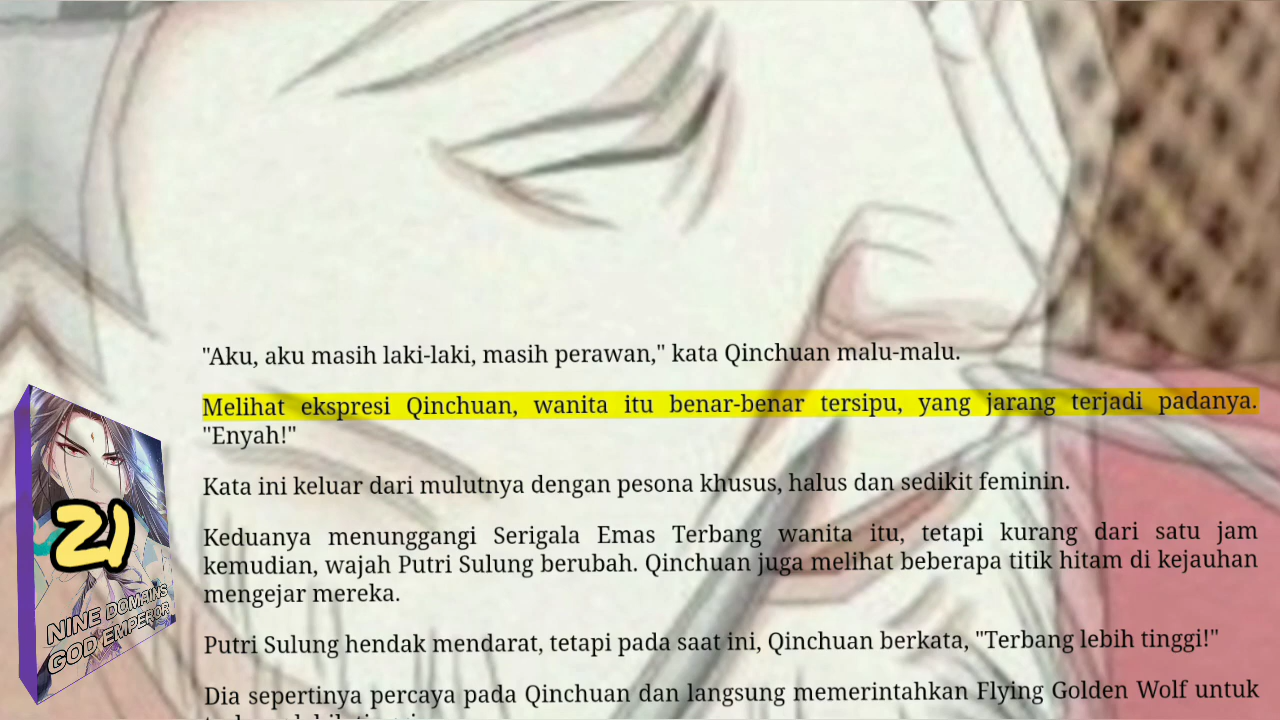 "Aku, aku masih laki-laki, masih perawan," kata Qinchuan malu-malu.
Melihat ekspresi Qinchuan, wanita itu benar-benar tersipu, yang jarang terjadi padanya.
"Enyah!"
Kata ini keluar dari mulutnya dengan pesona khusus, halus dan sedikit feminin.
Keduanya menunggangi Serigala Emas Terbang wanita itu, tetapi kurang dari satu jam
kemudian, wajah Putri Sulung berubah. Qinchuan juga melihat beberapa titik hitam di kejauhan
mengejar mereka.
Putri Sulung hendak mendarat, tetapi pada saat ini, Qinchuan berkata, "Terbang lebih tinggi!"
Dia sepertinya percaya pada Qinchuan dan langsung memerintahkan Flying Golden Wolf untuk
21
NINE DOMAINS
GOD EMPEROR